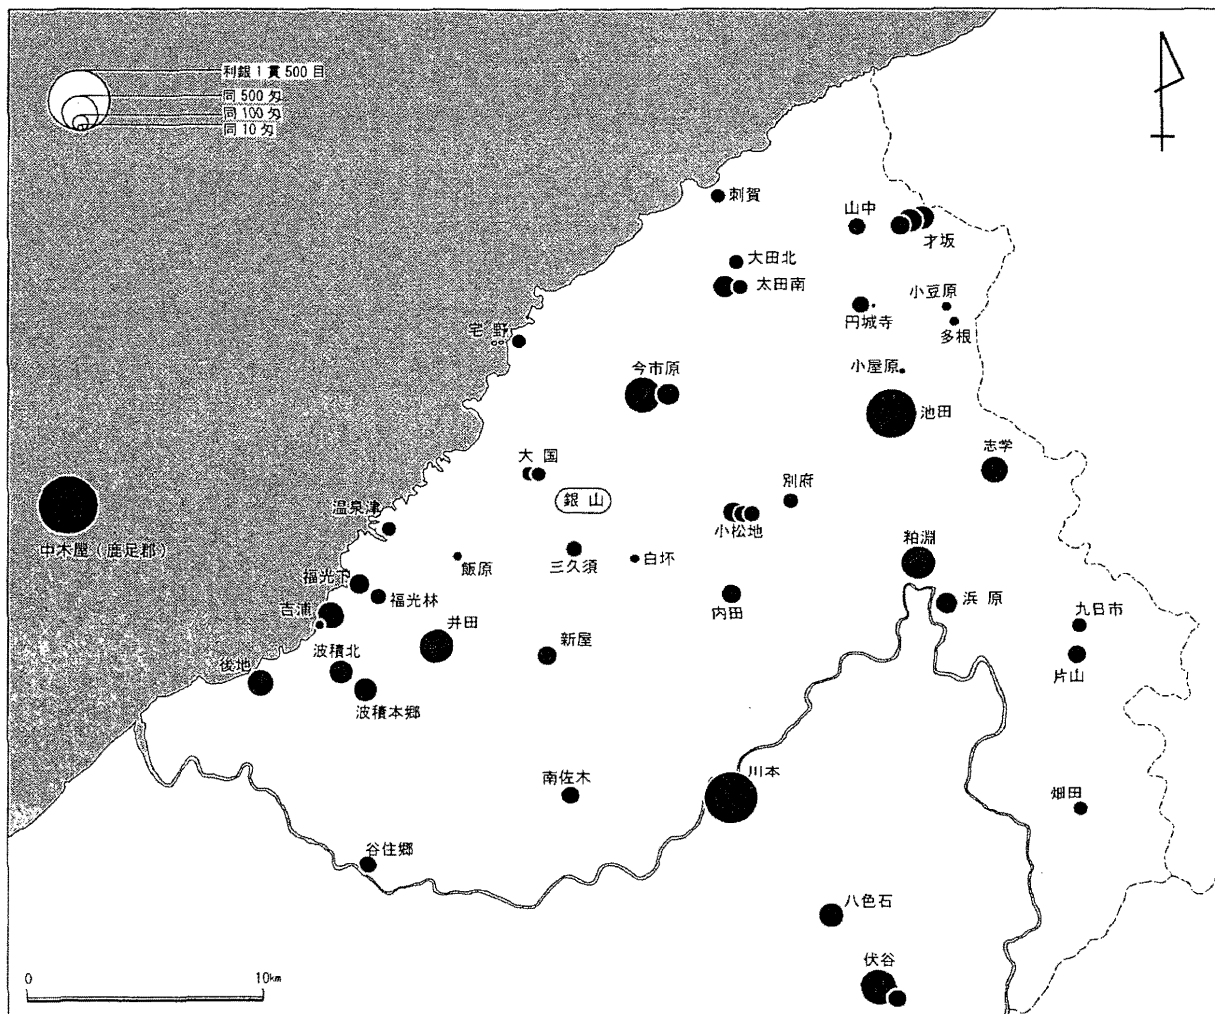 利銀1貫500目
同500匁
同100匁
同10匁
刺賀
山中
才坂
大田北
太田南
小豆原
円城寺
多根
宅野
今市原
小屋原
池田
志学
大国
別府
銀山
温泉津
小松地
中木屋(鹿足郡)
粕淵
飯原
三久須
白坏
福光下
福光林
内田
浜原
吉浦
九日市
井田
新屋
波積北
後地
片山
波積本郷
南佐木
川本
畑田
谷住郷
八色石
伏谷
0 10km